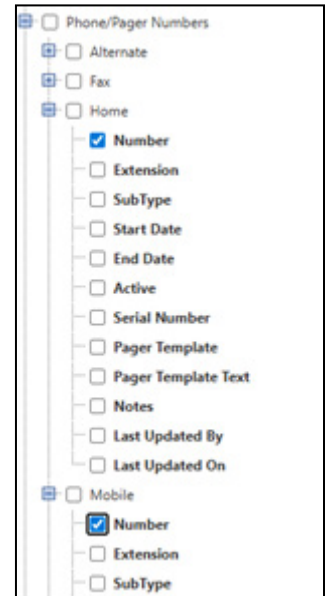 Phone/Pager Numbers
Alternate
Fax
Home
Number
Extension
SubType
Start Date
End Date
Active
Serial Number
Pager Template
Pager Template Text
Notes
Last Updated By
Last Updated On
Mobile
Number
Extension
SubType